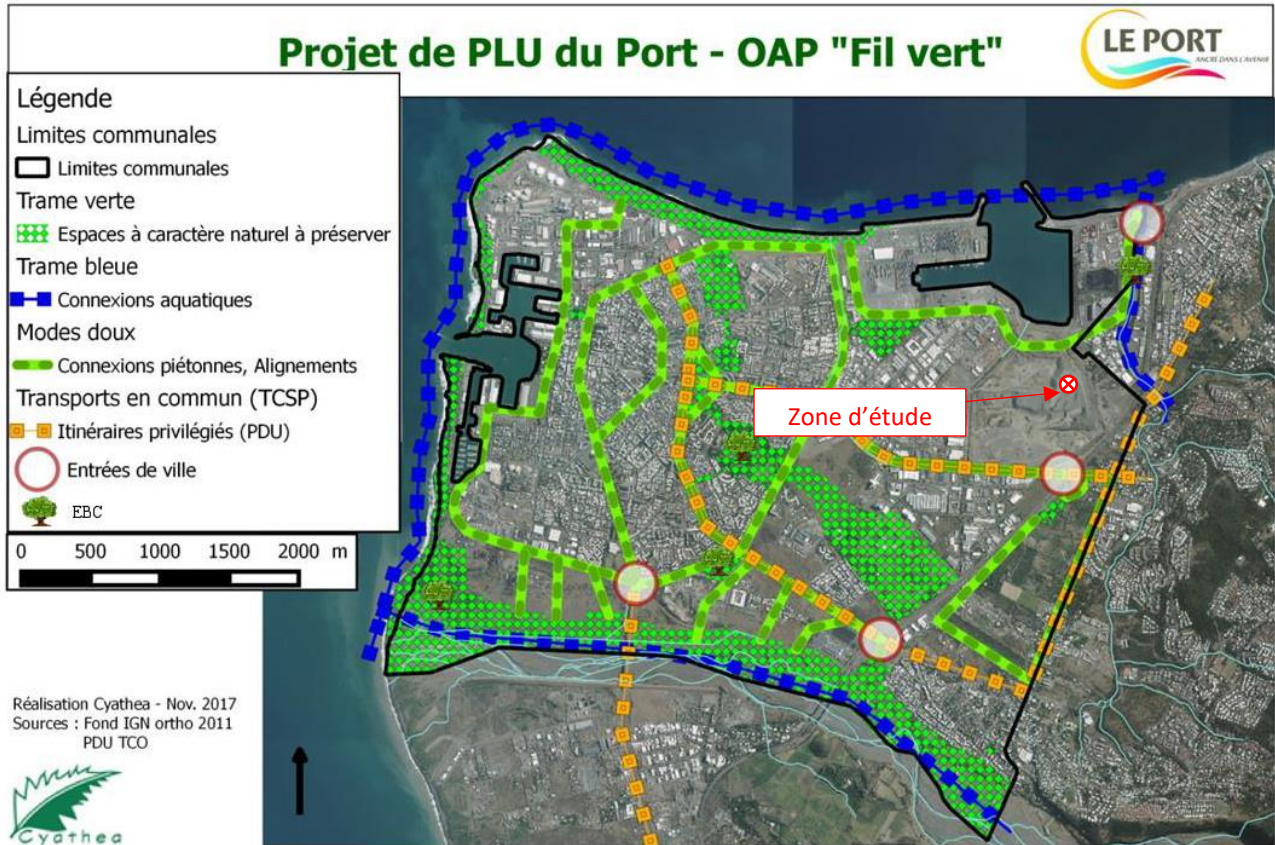 Projet de PLU du Port - OAP "Fil vert"
LE PORT
ANCRÉ DANS L'AVENIR
Légende
Limites communales
Limites communales
Trame verte
Espaces à caractère naturel à préserver
Trame bleue
Connexions aquatiques
Modes doux
Connexions piétonnes, Alignements
Transports en commun (TCSP)
Itinéraires privilégiés (PDU)
Entrées de ville
EBC
0 500 1000 1500 2000 m
Zone d'étude
Réalisation Cyathea - Nov. 2017
Sources : Fond IGN ortho 2011
PDU TCO
Cyathea